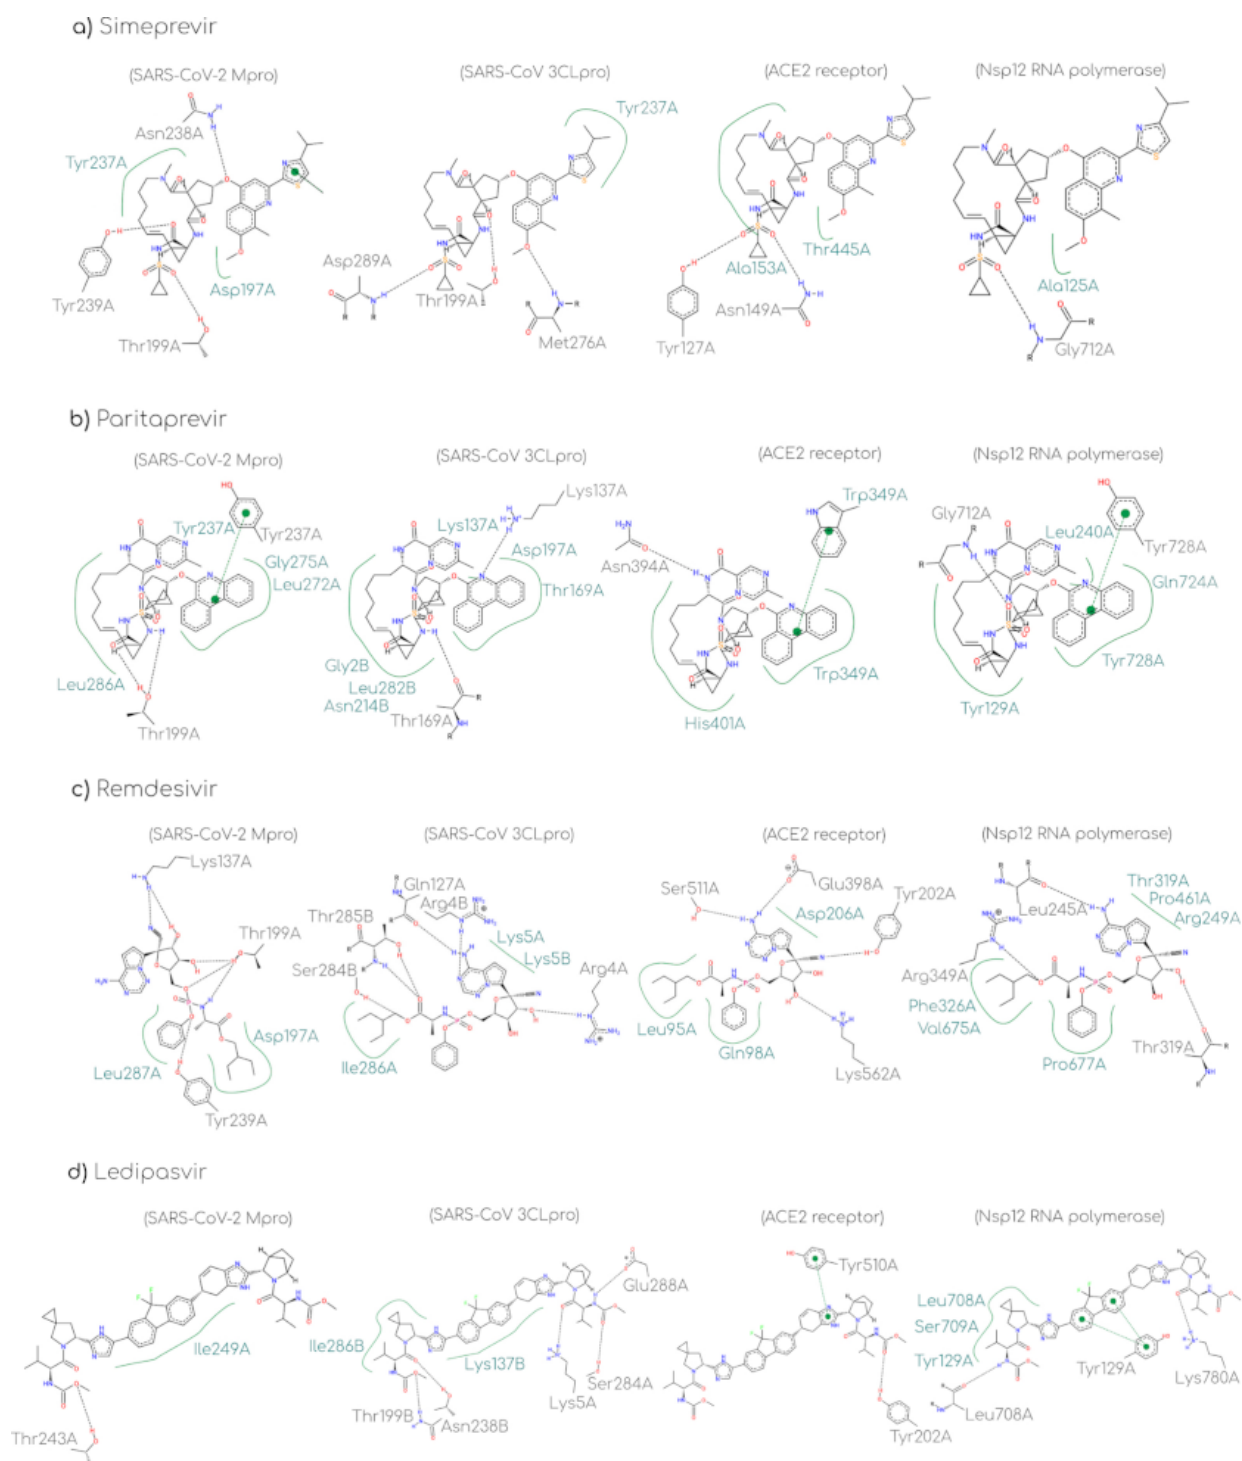 a) Simeprevir
(SARS-CoV-2 Mpro)
(SARS-CoV 3CLpro)
(ACE2 receptor)
(Nsp12 RNA polymerase)
Asn238A
Tyr237A
Tyr239A
Asp197A
Thr199A
Tyr237A
Asp289A
Thr199A
Met276A
Ala153A
Thr445A
Asn149A
Tyr127A
Ala125A
Gly712A
b) Paritaprevir
(SARS-CoV-2 Mpro)
(SARS-CoV 3CLpro)
(ACE2 receptor)
(Nsp12 RNA polymerase)
Tyr237A
Tyr237A
Gly275A
Leu272A
Leu286A
Thr199A
Lys137A
Lys137A
Asp197A
Thr169A
Gly2B
Leu282B
Asn214B
Thr169A
Trp349A
Asn394A
Trp349A
His401A
Gly712A
Leu240A
Tyr728A
Gln724A
Tyr728A
Tyr129A
c) Remdesivir
(SARS-CoV-2 Mpro)
(SARS-CoV 3CLpro)
(ACE2 receptor)
(Nsp12 RNA polymerase)
Lys137A
Thr199A
Asp197A
Leu287A
Tyr239A
Gln127A
Arg4B
Thr285B
Lys5A
Lys5B
Ser284B
Arg4A
Ile286A
Glu398A
Ser511A
Tyr202A
Asp206A
Leu95A
Gln98A
Lys562A
Thr319A
Pro461A
Arg249A
Leu245A
Arg349A
Phe326A
Val675A
Pro677A
Thr319A
d) Ledipasvir
(SARS-CoV-2 Mpro)
(SARS-CoV 3CLpro)
(ACE2 receptor)
(Nsp12 RNA polymerase)
Ile249A
Thr243A
Ile286B
Glu288A
Lys137B
Ser284A
Lys5A
Thr199B
Asn238B
Tyr510A
Tyr202A
Leu708A
Ser709A
Tyr129A
Tyr129A
Lys780A
Leu708A